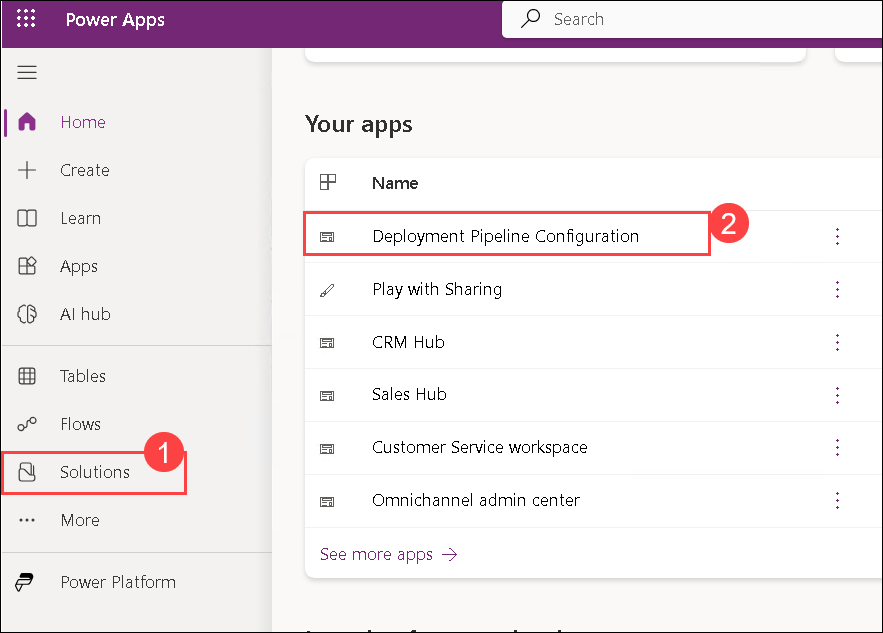 Power Apps
Search
Home
Create
Learn
Apps
AI hub
Tables
Flows
1
Solutions
More
Power Platform
Your apps
Name
Deployment Pipeline Configuration
2
Play with Sharing
CRM Hub
Sales Hub
Customer Service workspace
Omnichannel admin center
See more apps →